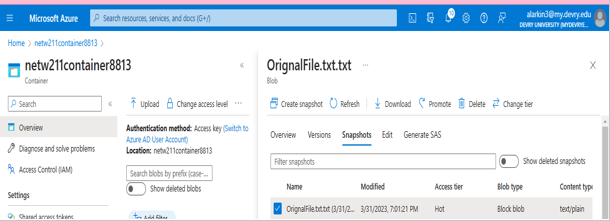 Microsoft Azure
Search resources, services, and docs (G+/)
alarkin3@my.devry.edu
DEVRY UNIVERSITY (MYDEVRYE...
Home > netw211container8813 >
netw211container8813
Container
Search
Overview
Diagnose and solve problems
Access Control (IAM)
Settings
Shared access tokens
Upload
Change access level
Authentication method: Access key (Switch to
Azure AD User Account)
Location: netw211container8813
Search blobs by prefix (case-...
Show deleted blobs
Add filter
OrignalFile.txt.txt
Blob
Create snapshot
Refresh
Download
Promote
Delete
Change tier
Overview
Versions
Snapshots
Edit
Generate SAS
Filter snapshots
Show deleted snapshots
Name Modified Access tier Blob type Content type
OrignalFile.txt.txt (3/31/2... 3/31/2023, 7:01:21 PM Hot Block blob text/plain